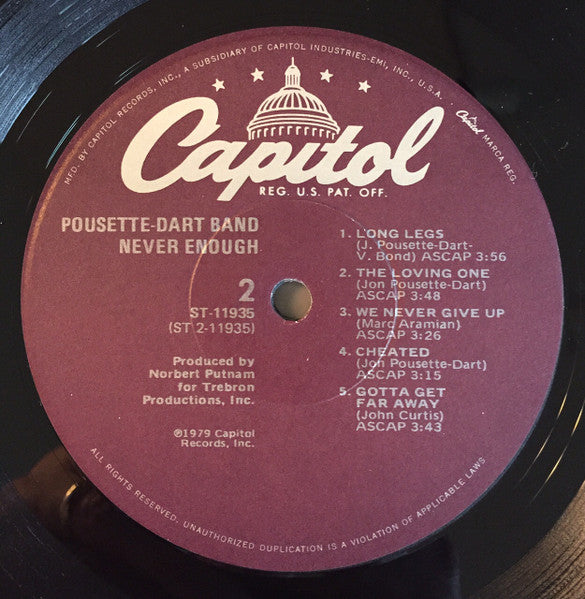 MFD. BY CAPITOL RECORDS, INC., A SUBSIDIARY OF CAPITOL INDUSTRIES-EMI, INC., U.S.A.
Capitol MARCA REG.
Capitol
REG. U.S. PAT. OFF.
POUSETTE-DART BAND
NEVER ENOUGH
2
ST-11935
(ST 2-11935)
Produced by
Norbert Putnam
for Trebron
Productions, Inc.
℗1979 Capitol
Records, Inc.
1. LONG LEGS
(J. Pousette-Dart-
V. Bond) ASCAP 3:56
2. THE LOVING ONE
(Jon Pousette-Dart)
ASCAP 3:48
3. WE NEVER GIVE UP
(Marc Aramian)
ASCAP 3:26
4. CHEATED
(Jon Pousette-Dart)
ASCAP 3:15
5. GOTTA GET
FAR AWAY
(John Curtis)
ASCAP 3:43
ALL RIGHTS RESERVED. UNAUTHORIZED DUPLICATION IS A VIOLATION OF APPLICABLE LAWS.